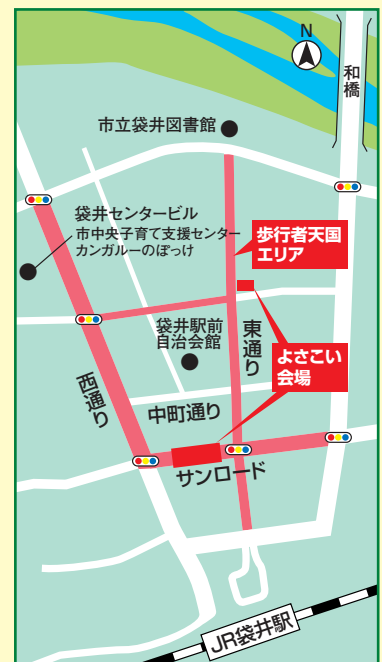 N
和橋
市立袋井図書館
袋井センタービル
市中央子育て支援センター
カンガルーのぽっけ
歩行者天国
エリア
袋井駅前
自治会館
東通り
よさこい
会場
西通り
中町通り
サンロード
JR袋井駅